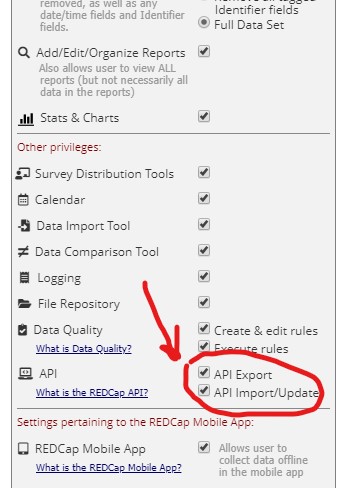 removed, as well as any
date/time fields and Identifier
fields.
Identifier fields
Full Data Set
Add/Edit/Organize Reports
Also allows user to view ALL
reports (but not necessarily all
data in the reports)
Stats & Charts
Other privileges:
Survey Distribution Tools
Calendar
Data Import Tool
Data Comparison Tool
Logging
File Repository
Data Quality
What is Data Quality?
Create & edit rules
Execute rules
API
What is the REDCap API?
API Export
API Import/Update
Settings pertaining to the REDCap Mobile App:
REDCap Mobile App
What is the REDCap Mobile App?
Allows user to
collect data offline
in the mobile app